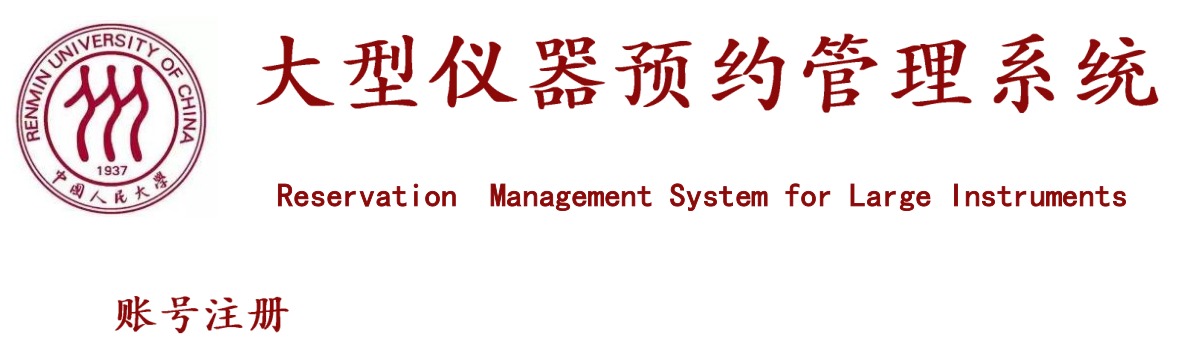 RENMIN UNIVERSITY OF CHINA
1937
中國人民大學
大型仪器预约管理系统
Reservation Management System for Large Instruments
账号注册